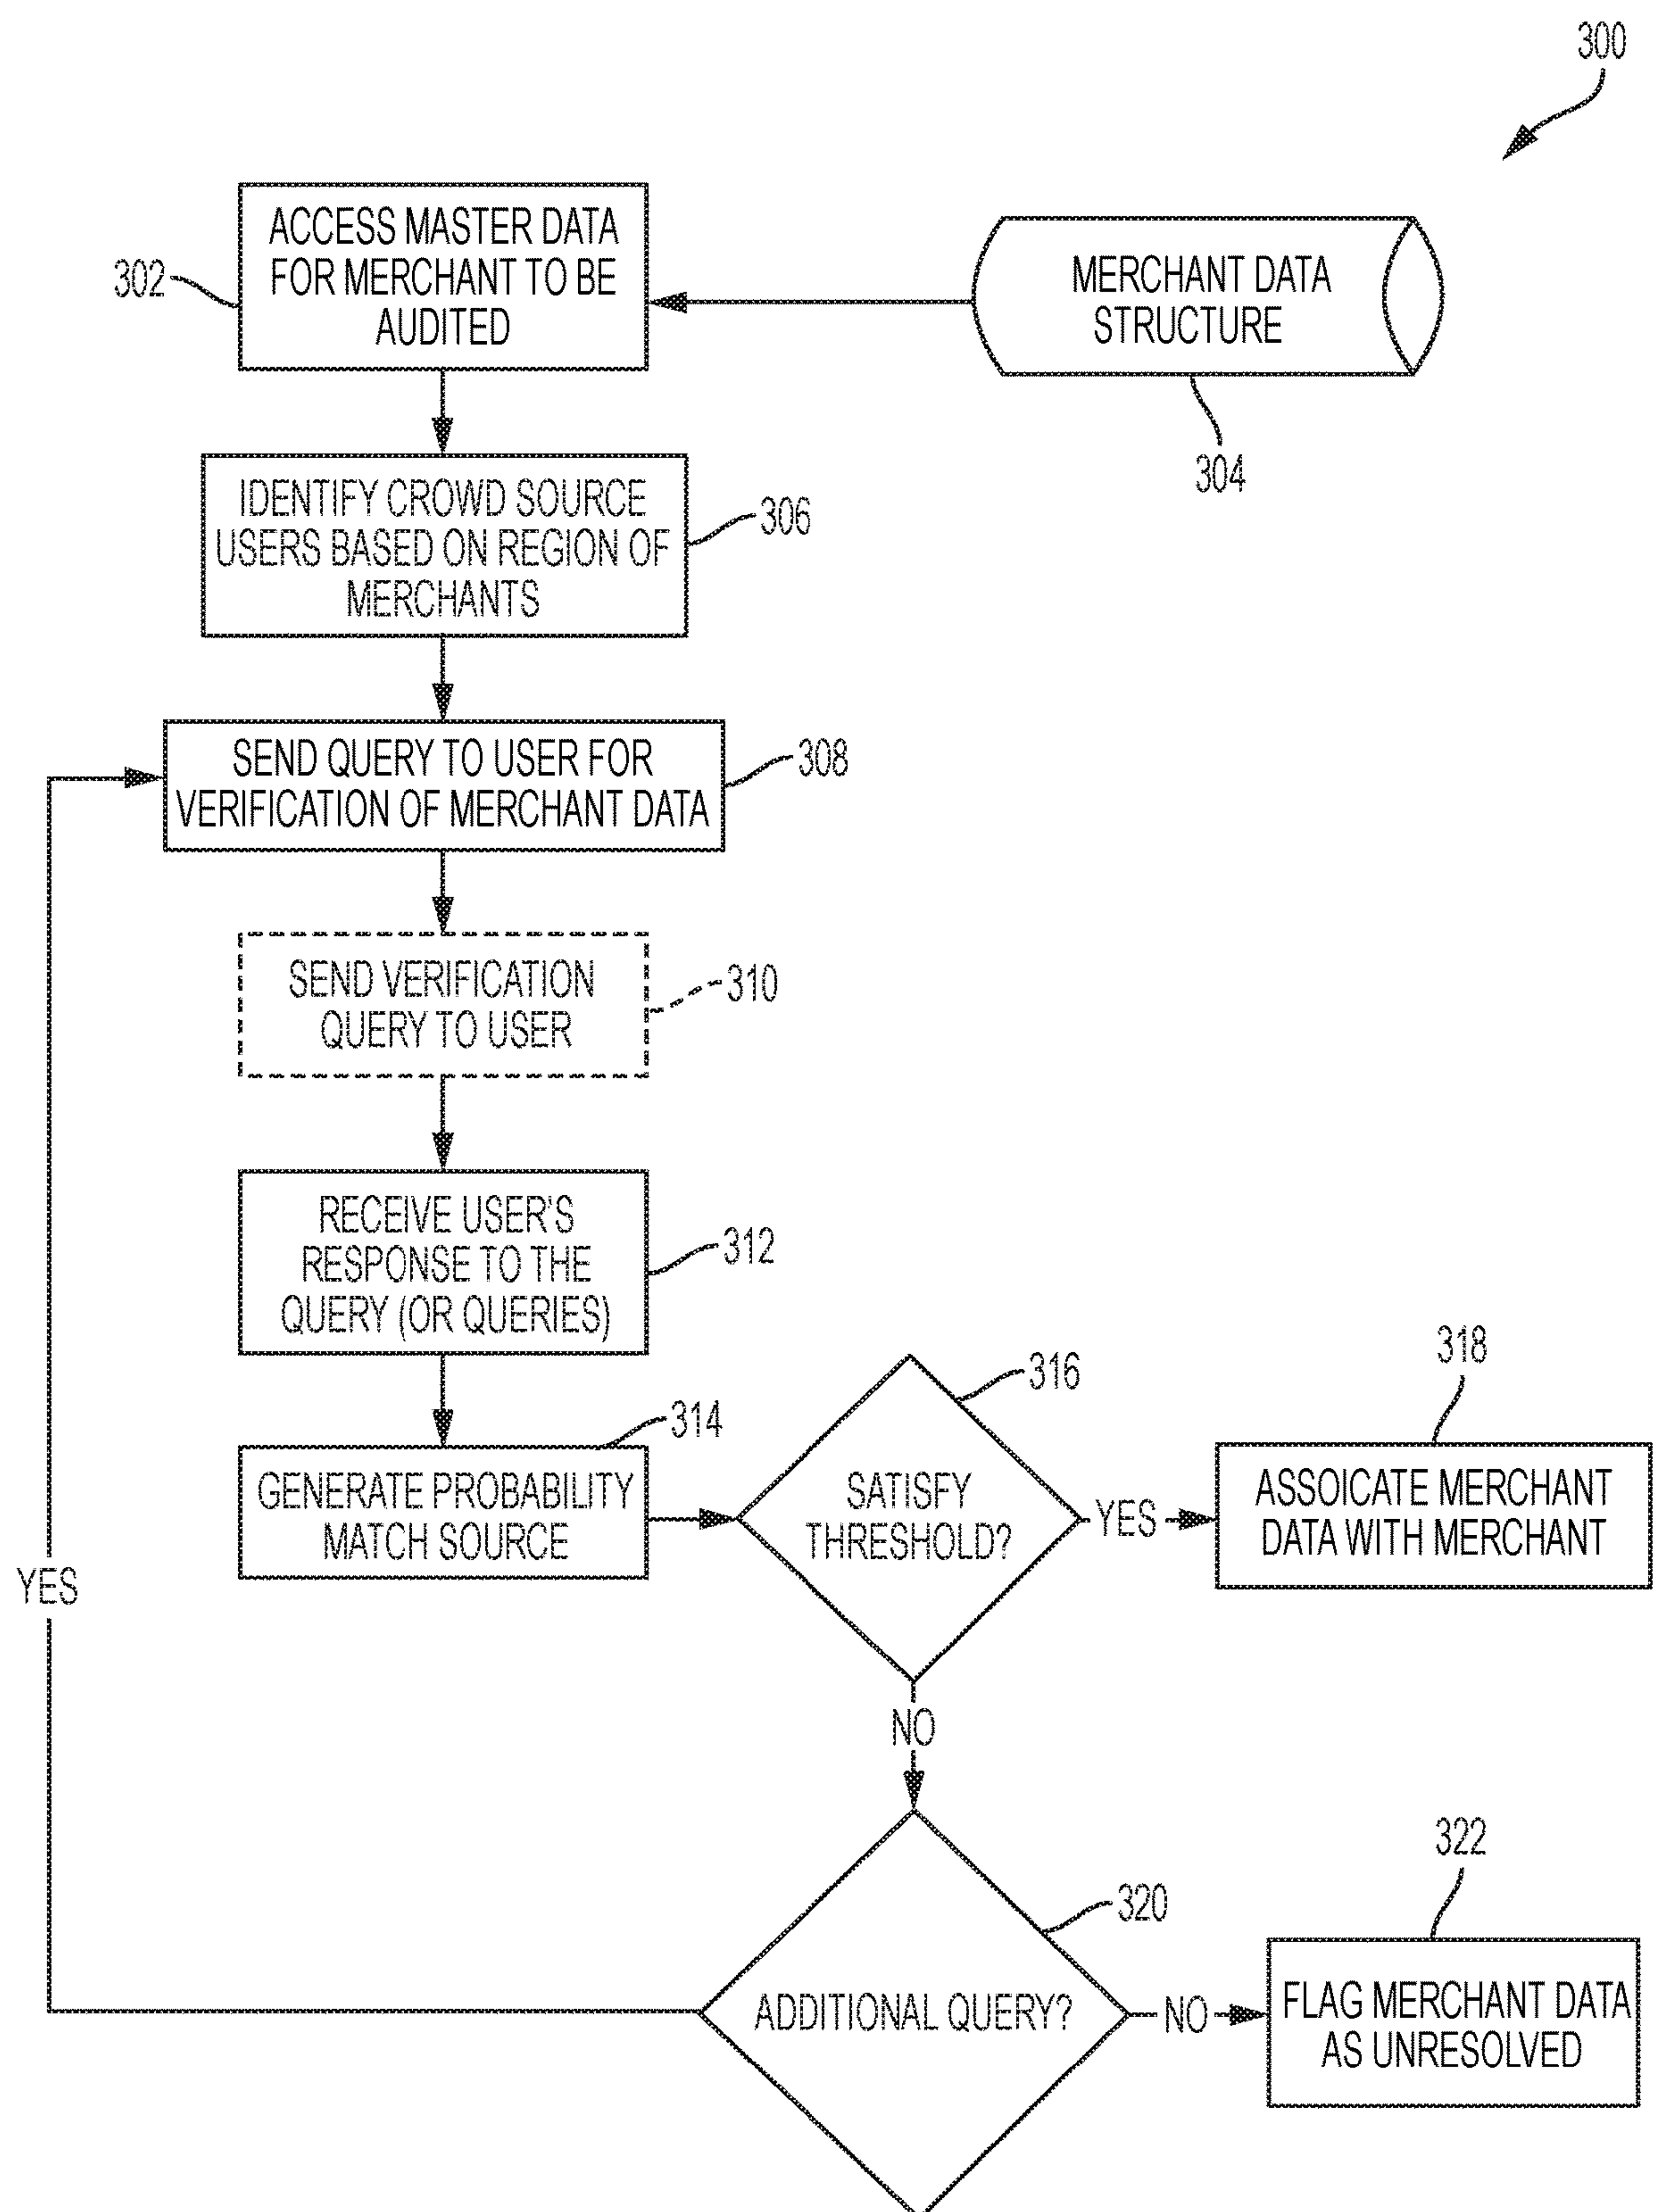 300
ACCESS MASTER DATA
FOR MERCHANT TO BE
AUDITED
302
MERCHANT DATA
STRUCTURE
304
IDENTIFY CROWD SOURCE
USERS BASED ON REGION OF
MERCHANTS
306
SEND QUERY TO USER FOR
VERIFICATION OF MERCHANT DATA
308
SEND VERIFICATION
QUERY TO USER
310
RECEIVE USER'S
RESPONSE TO THE
QUERY (OR QUERIES)
312
GENERATE PROBABILITY
MATCH SOURCE
314
SATISFY
THRESHOLD?
316
YES
ASSOICATE MERCHANT
DATA WITH MERCHANT
318
YES
NO
ADDITIONAL QUERY?
320
NO
FLAG MERCHANT DATA
AS UNRESOLVED
322